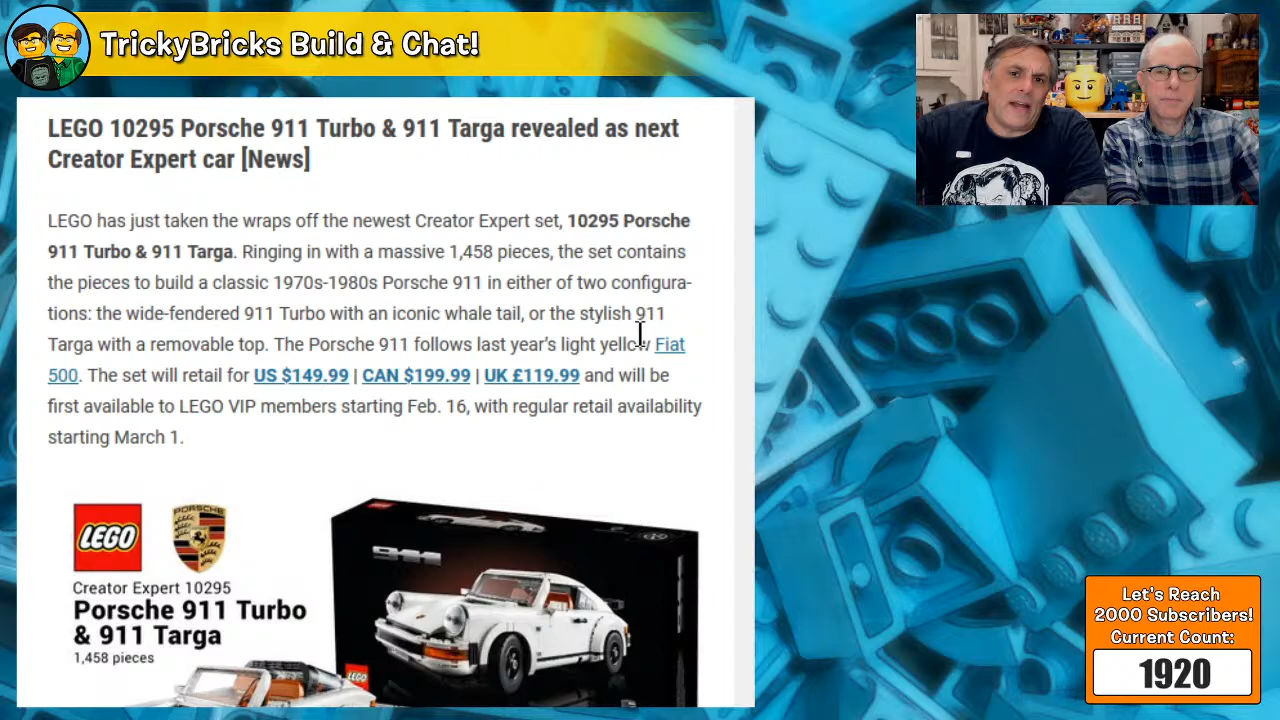 TrickyBricks Build & Chat!
LEGO 10295 Porsche 911 Turbo & 911 Targa revealed as next
Creator Expert car [News]
LEGO has just taken the wraps off the newest Creator Expert set, 10295 Porsche
911 Turbo & 911 Targa. Ringing in with a massive 1,458 pieces, the set contains
the pieces to build a classic 1970s-1980s Porsche 911 in either of two configura-
tions: the wide-fendered 911 Turbo with an iconic whale tail, or the stylish 911
Targa with a removable top. The Porsche 911 follows last year's light yellow Fiat
500. The set will retail for US $149.99 | CAN $199.99 | UK £119.99 and will be
first available to LEGO VIP members starting Feb. 16, with regular retail availability
starting March 1.
LEGO
PORSCHE
911
Creator Expert 10295
Porsche 911 Turbo
& 911 Targa
1,458 pieces
LEGO
Let's Reach
2000 Subscribers!
Current Count:
1920